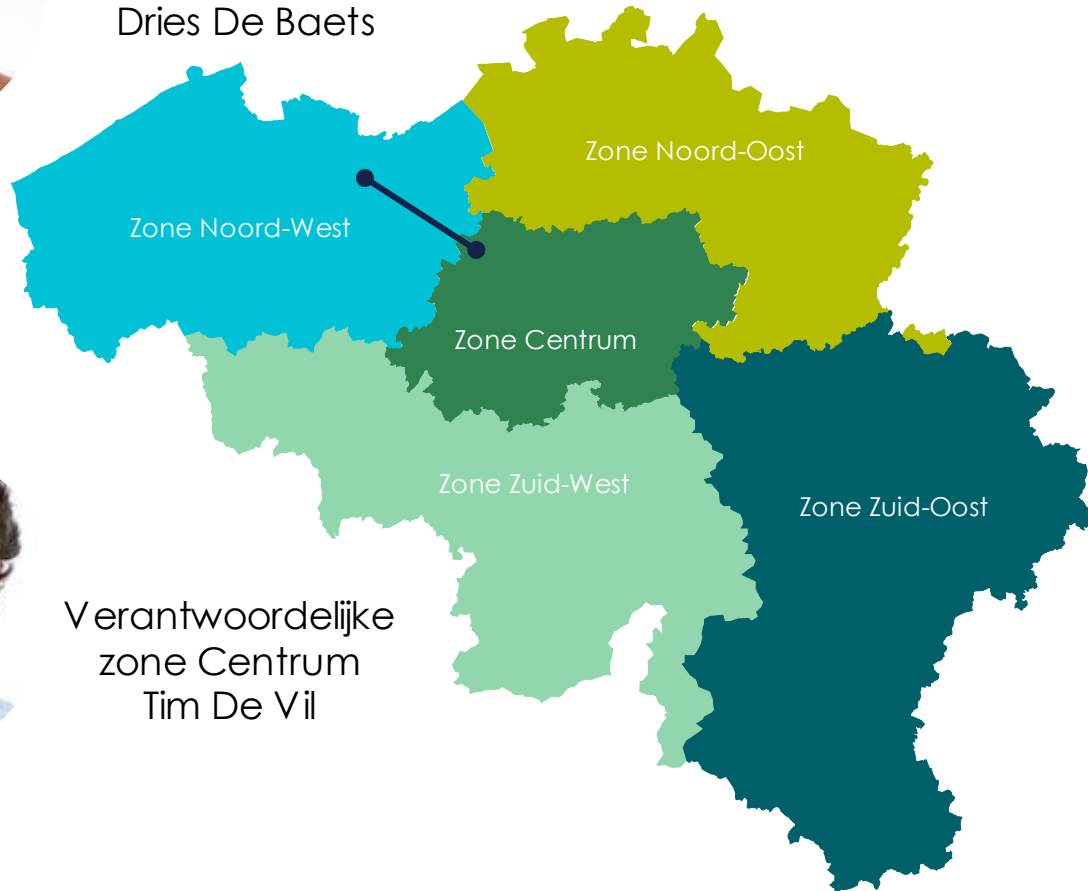 Dries De Baets
Zone Noord-Oost
Zone Noord-West
Zone Centrum
Zone Zuid-West
Zone Zuid-Oost
Verantwoordelijke
zone Centrum
Tim De Vil